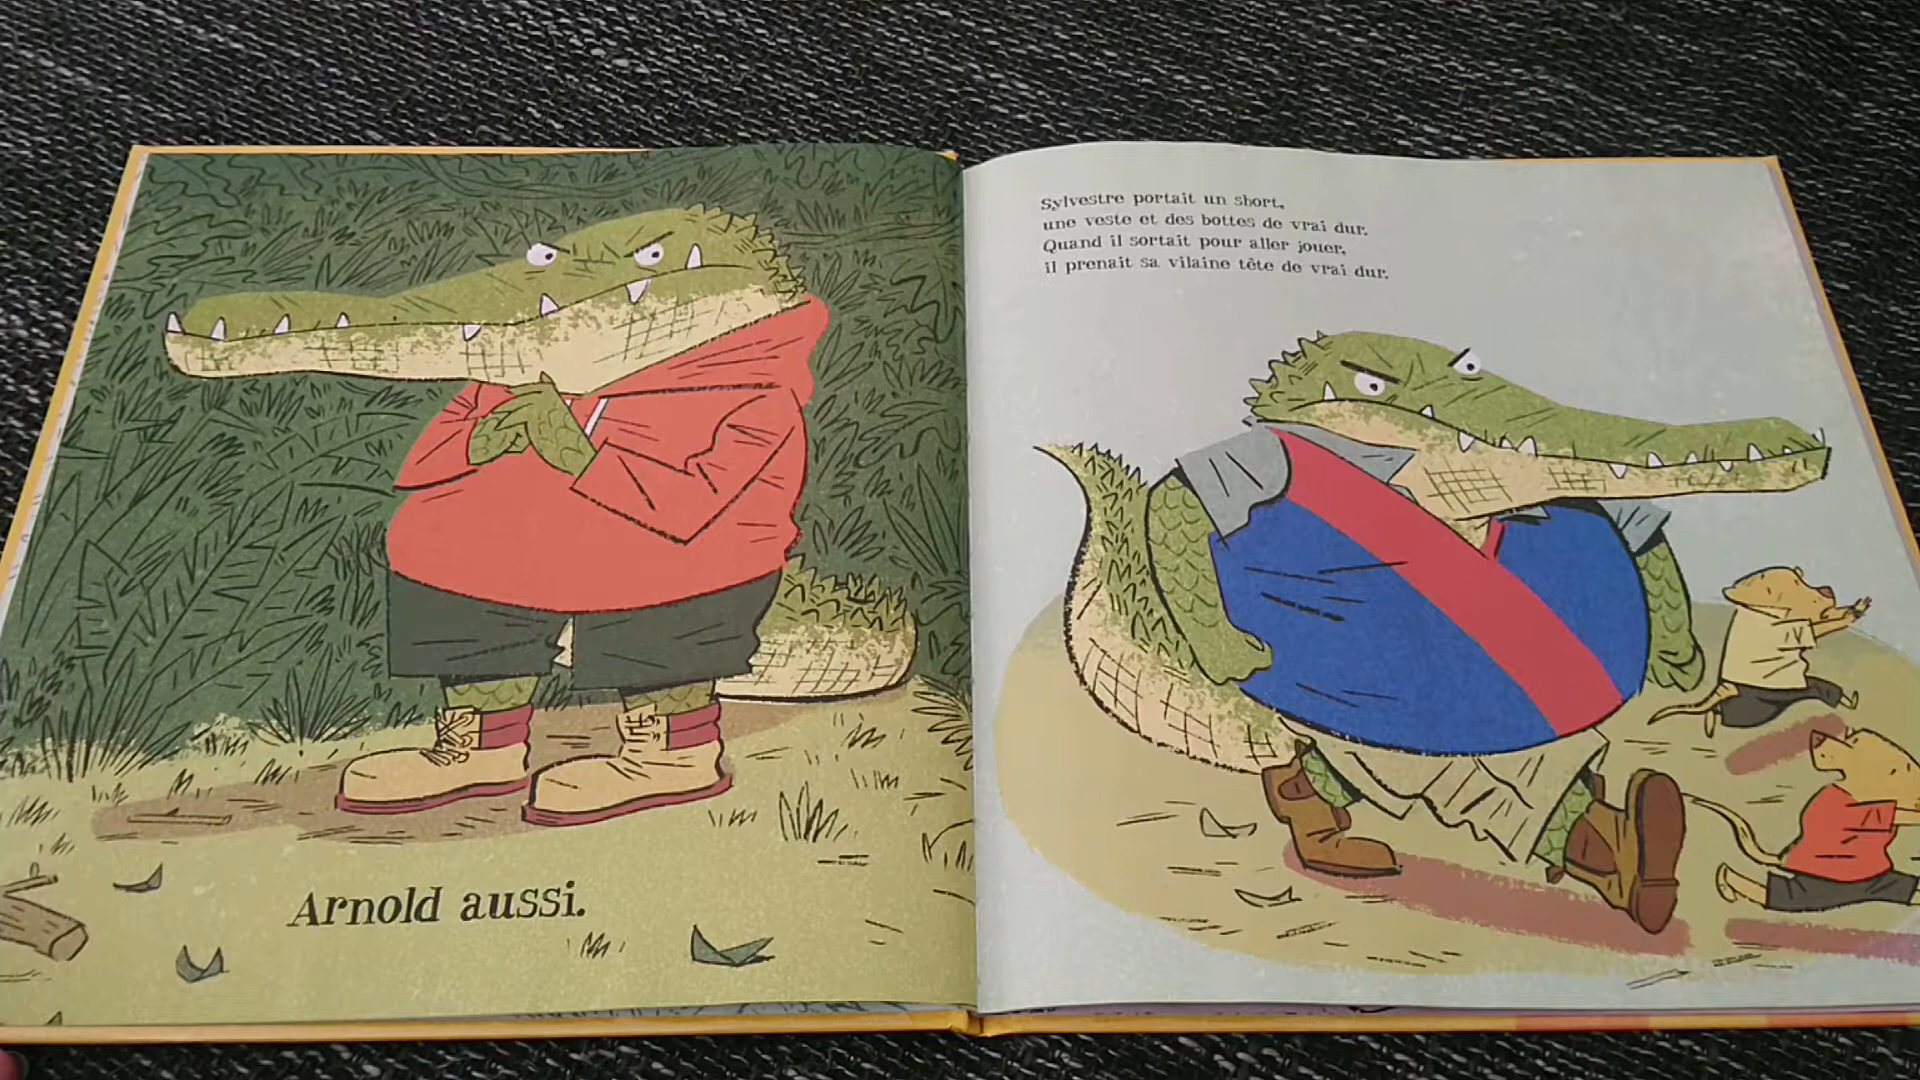 Arnold aussi.
Sylvestre portait un short,
une veste et des bottes de vrai dur.
Quand il sortait pour aller jouer,
il prenait sa vilaine tête de vrai dur.